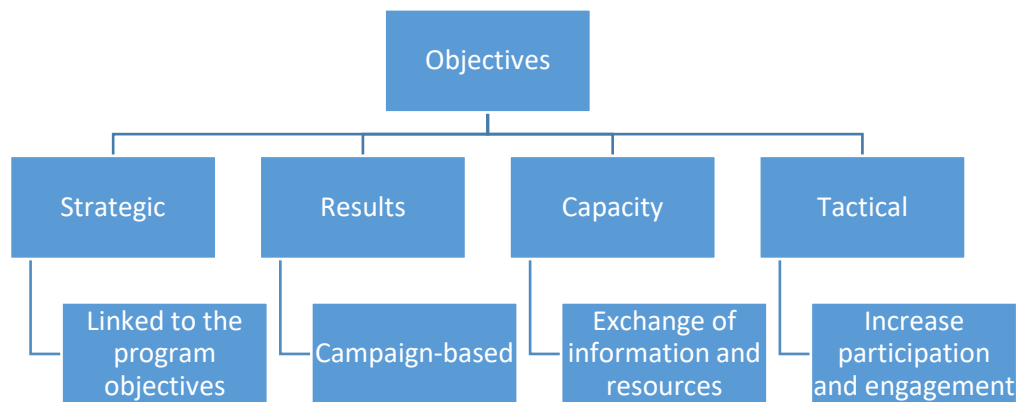 Objectives
Strategic
Results
Capacity
Tactical
Linked to the
program
objectives
Campaign-based
Exchange of
information and
resources
Increase
participation
and engagement